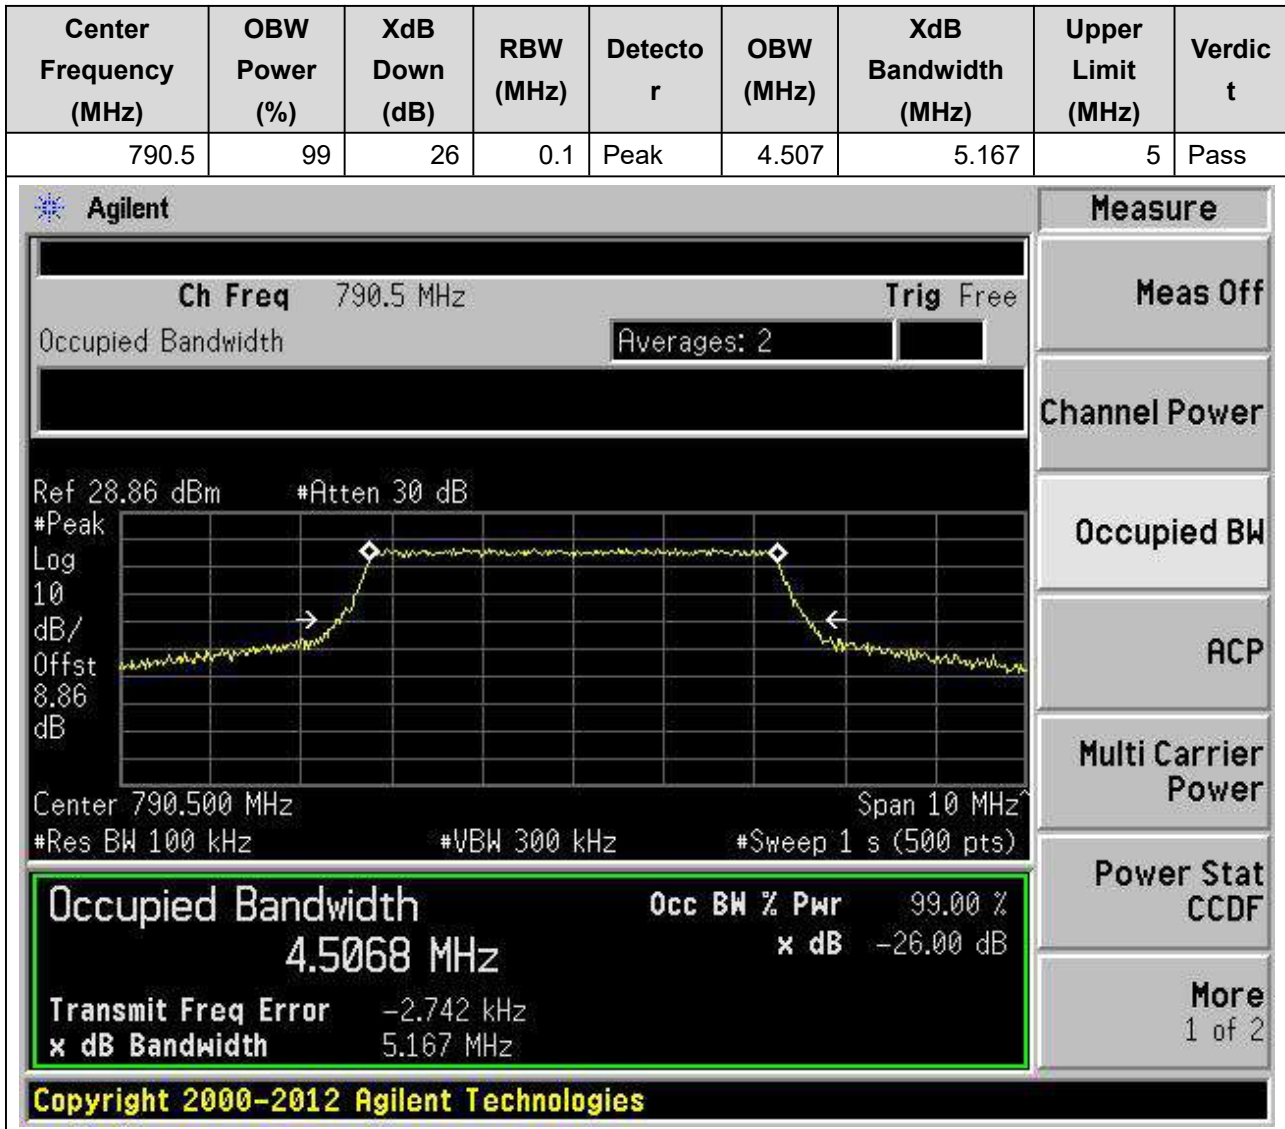 Center Frequency (MHz) OBW Power (%) XdB Down (dB) RBW (MHz) Detecto r OBW (MHz) XdB Bandwidth (MHz) Upper Limit (MHz) Verdic t
790.5 99 26 0.1 Peak 4.507 5.167 5 Pass
Agilent
Measure
Ch Freq 790.5 MHz Trig Free
Meas Off
Occupied Bandwidth Averages: 2
Channel Power
Ref 28.86 dBm #Atten 30 dB
#Peak
Log
10
dB/
Offst
8.86
dB
Occupied BW
ACP
Multi Carrier
Power
Center 790.500 MHz Span 10 MHz^
#Res BW 100 kHz #VBW 300 kHz #Sweep 1 s (500 pts)
Power Stat
CCDF
Occupied Bandwidth Occ BW % Pwr 99.00 %
4.5068 MHz x dB -26.00 dB
More
1 of 2
Transmit Freq Error -2.742 kHz
x dB Bandwidth 5.167 MHz
Copyright 2000-2012 Agilent Technologies